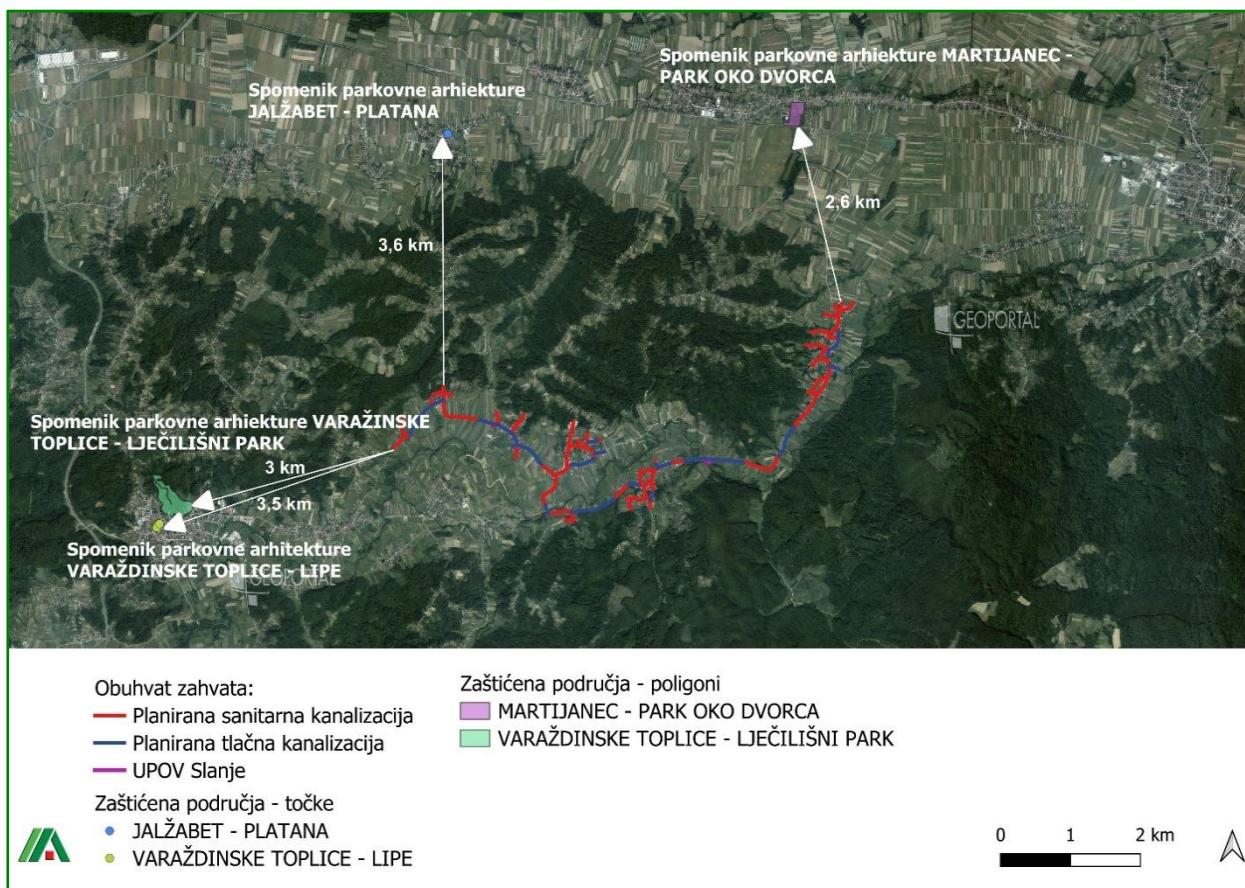 Spomenik parkovne arhiekture MARTIJANEC -
PARK OKO DVORCA
Spomenik parkovne arhiekture
JALŽABET - PLATANA
2,6 km
3,6 km
GEOPORTAL
Spomenik parkovne arhiekture VARAŽINSKE
TOPLICE - LJEČILIŠNI PARK
3 km
3,5 km
Spomenik parkovne arhitekture
VARAŽDINSKE TOPLICE - LIPE
GEOPORTAL
Obuhvat zahvata:
Planirana sanitarna kanalizacija
Planirana tlačna kanalizacija
UPOV Slanje
Zaštićena područja - točke
JALŽABET - PLATANA
VARAŽDINSKE TOPLICE - LIPE
Zaštićena područja - poligoni
MARTIJANEC - PARK OKO DVORCA
VARAŽDINSKE TOPLICE - LJEČILIŠNI PARK
0 1 2 km